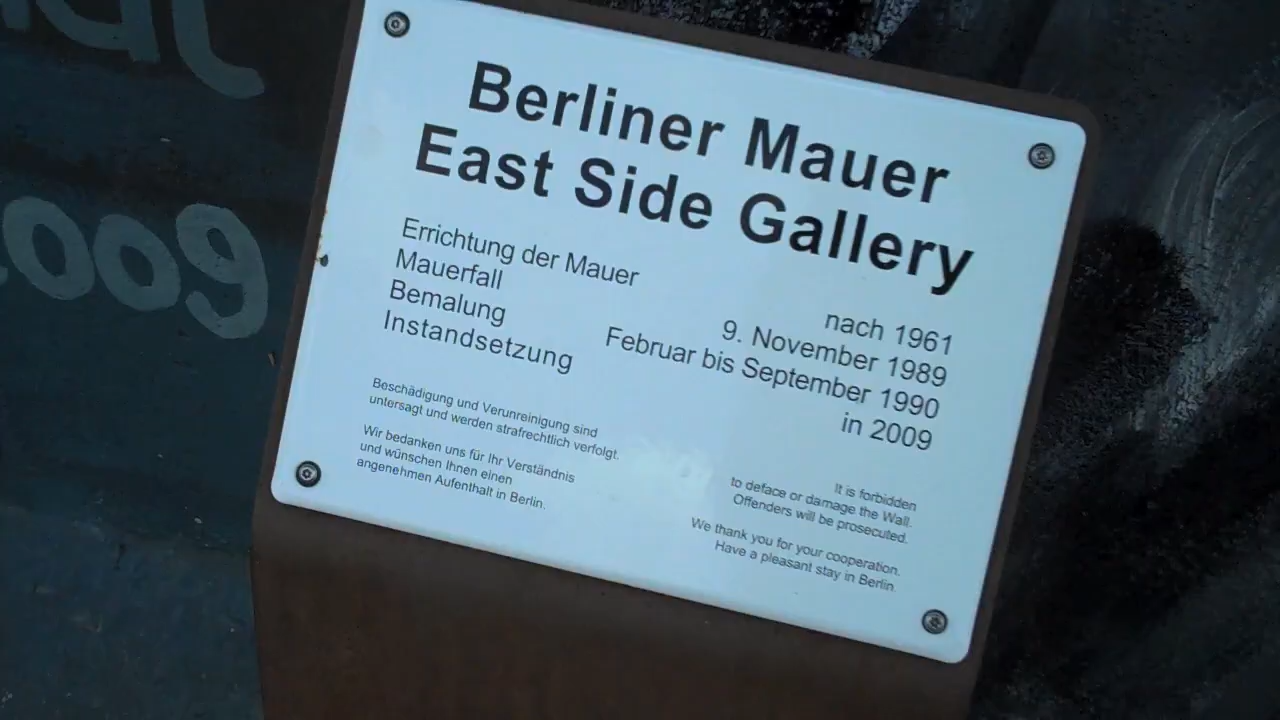 Berliner Mauer
East Side Gallery
Errichtung der Mauer nach 1961
Mauerfall 9. November 1989
Bemalung Februar bis September 1990
Instandsetzung in 2009
Beschädigung und Verunreinigung sind
untersagt und werden strafrechtlich verfolgt.
Wir bedanken uns für Ihr Verständnis
und wünschen Ihnen einen
angenehmen Aufenthalt in Berlin.
It is forbidden
to deface or damage the Wall.
Offenders will be prosecuted.
We thank you for your cooperation.
Have a pleasant stay in Berlin.